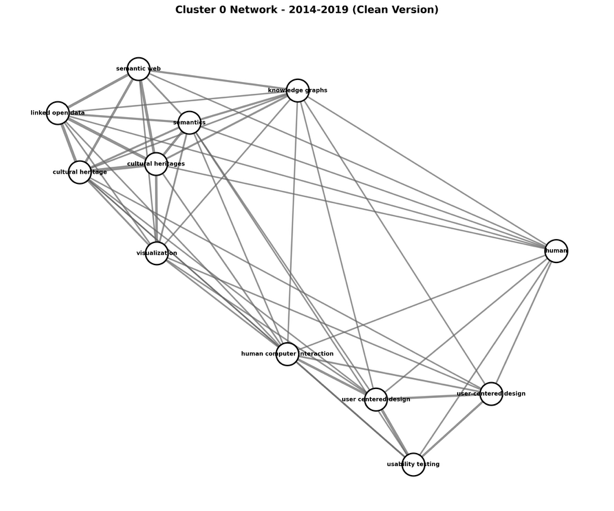 Cluster 0 Network - 2014-2019 (Clean Version)
semantic web
knowledge graphs
linked open data
semantics
cultural heritages
cultural heritage
human
visualization
human computer interaction
user centered design
user-centered design
usability testing